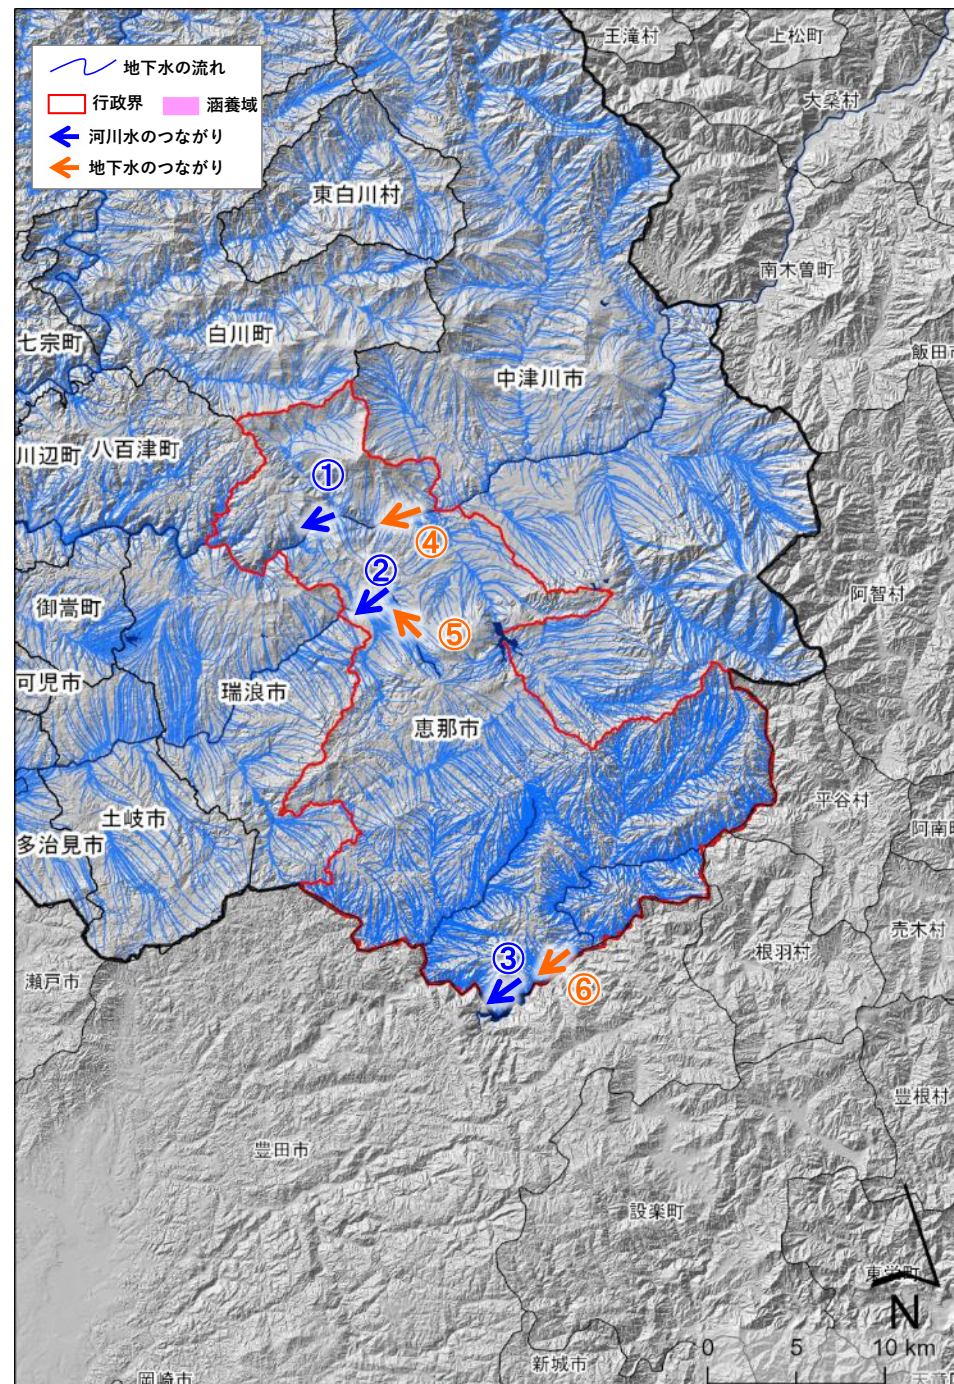 地下水の流れ
行政界 涵養域
河川水のつながり
地下水のつながり
王滝村
上松町
大桑村
東白川村
南木曽町
七宗町
白川町
飯田市
中津川市
川辺町
八百津町
①
④
②
御嵩町
阿智村
⑤
可児市
瑞浪市
恵那市
平谷村
土岐市
阿南町
多治見市
売木村
③
根羽村
瀬戸市
⑥
豊根村
豊田市
設楽町
東栄町
N
0 5 10 km
新城市
岡崎市